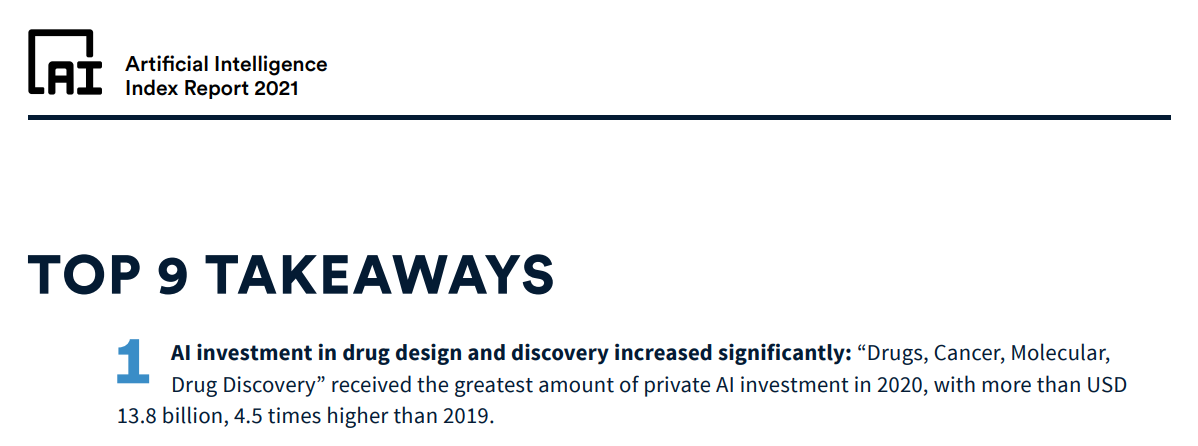 AI
Artificial Intelligence
Index Report 2021
TOP 9 TAKEAWAYS
1
AI investment in drug design and discovery increased significantly: “Drugs, Cancer, Molecular,
Drug Discovery” received the greatest amount of private AI investment in 2020, with more than USD
13.8 billion, 4.5 times higher than 2019.